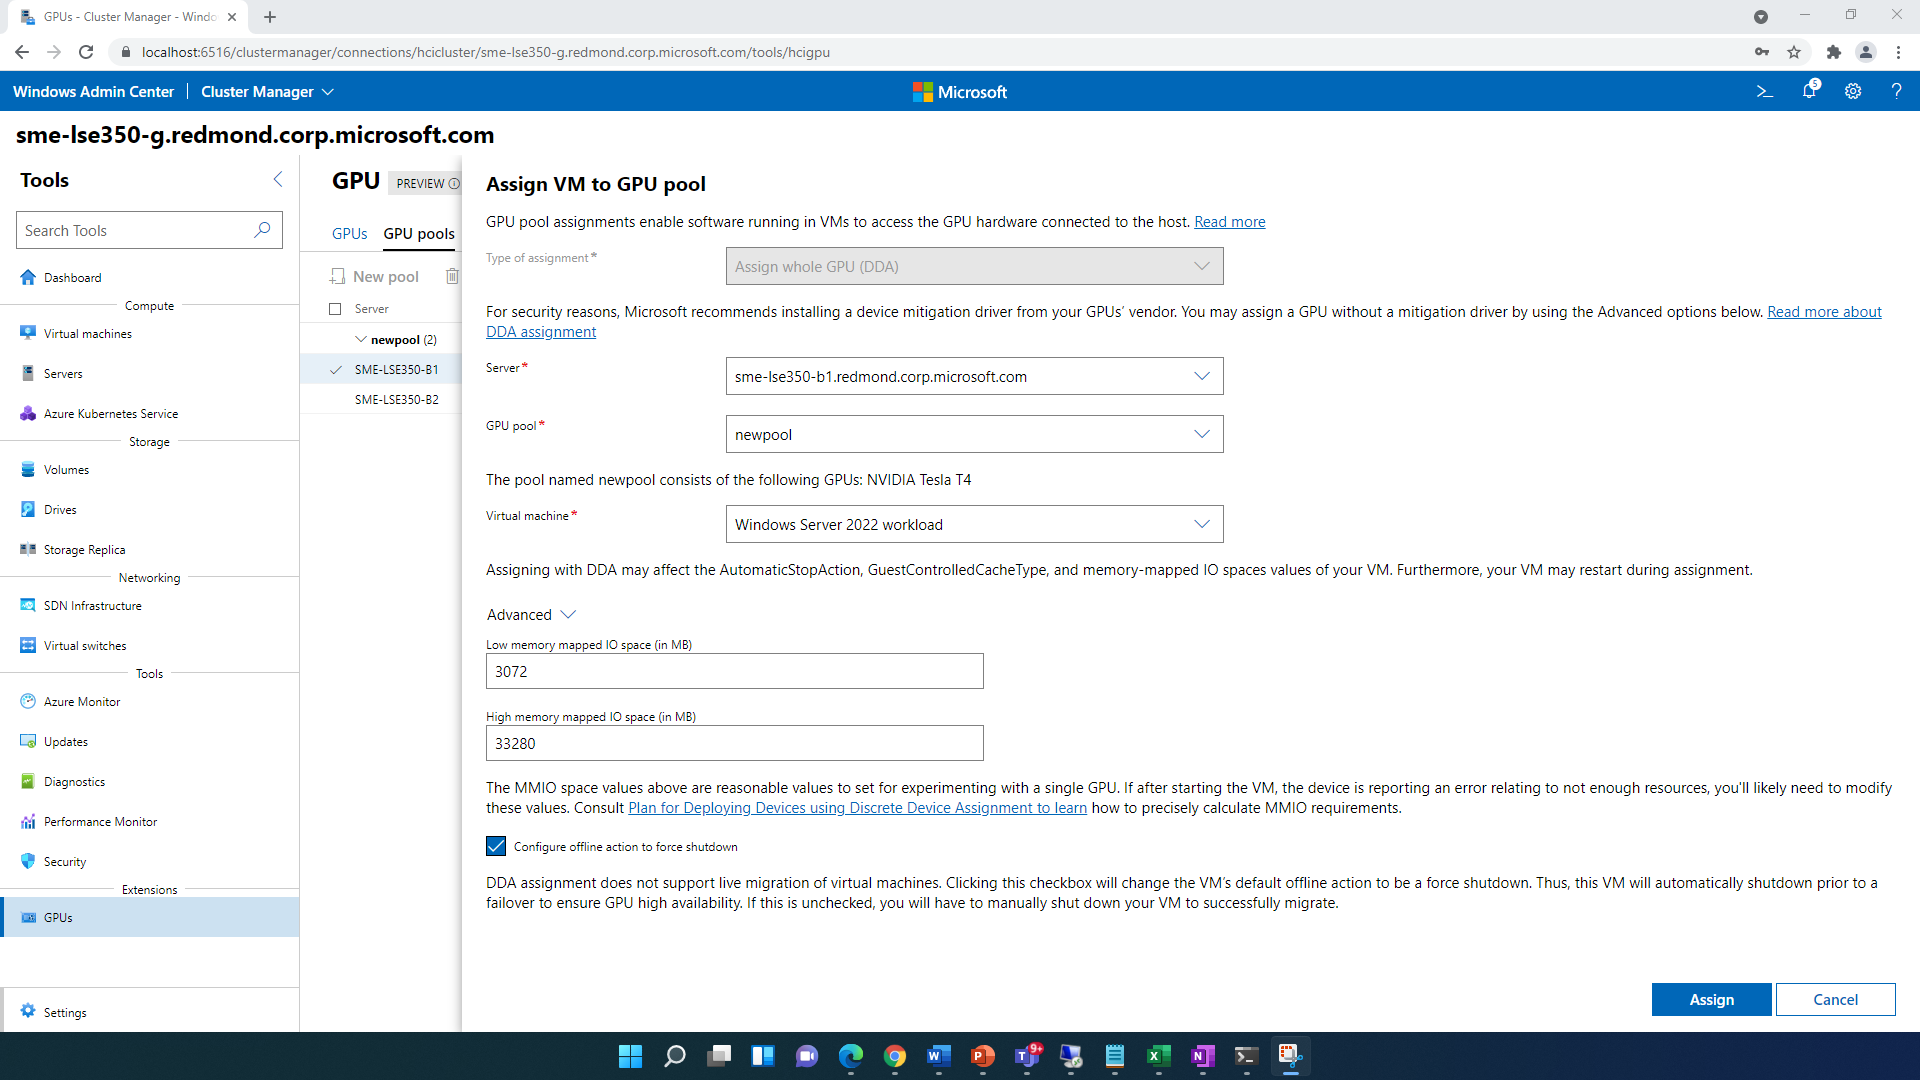 GPUs - Cluster Manager - Windo
localhost:6516/clustermanager/connections/hcicluster/sme-lse350-g.redmond.corp.microsoft.com/tools/hcigpu
Windows Admin Center
Cluster Manager
Microsoft
5
?
sme-lse350-g.redmond.corp.microsoft.com
Tools
Search Tools
Dashboard
Compute
Virtual machines
Servers
Azure Kubernetes Service
Storage
Volumes
Drives
Storage Replica
Networking
SDN Infrastructure
Virtual switches
Tools
Azure Monitor
Updates
Diagnostics
Performance Monitor
Security
Extensions
GPUs
Settings
GPU
PREVIEW
GPUs
GPU pools
New pool
Server
newpool (2)
SME-LSE350-B1
SME-LSE350-B2
Assign VM to GPU pool
GPU pool assignments enable software running in VMs to access the GPU hardware connected to the host. Read more
Type of assignment*
Assign whole GPU (DDA)
For security reasons, Microsoft recommends installing a device mitigation driver from your GPUs’ vendor. You may assign a GPU without a mitigation driver by using the Advanced options below. Read more about
DDA assignment
Server*
sme-lse350-b1.redmond.corp.microsoft.com
GPU pool*
newpool
The pool named newpool consists of the following GPUs: NVIDIA Tesla T4
Virtual machine*
Windows Server 2022 workload
Assigning with DDA may affect the AutomaticStopAction, GuestControlledCacheType, and memory-mapped IO spaces values of your VM. Furthermore, your VM may restart during assignment.
Advanced
Low memory mapped IO space (in MB)
3072
High memory mapped IO space (in MB)
33280
The MMIO space values above are reasonable values to set for experimenting with a single GPU. If after starting the VM, the device is reporting an error relating to not enough resources, you'll likely need to modify
these values. Consult Plan for Deploying Devices using Discrete Device Assignment to learn how to precisely calculate MMIO requirements.
Configure offline action to force shutdown
DDA assignment does not support live migration of virtual machines. Clicking this checkbox will change the VM’s default offline action to be a force shutdown. Thus, this VM will automatically shutdown prior to a
failover to ensure GPU high availability. If this is unchecked, you will have to manually shut down your VM to successfully migrate.
Assign
Cancel
W
P
T
9+
X
N